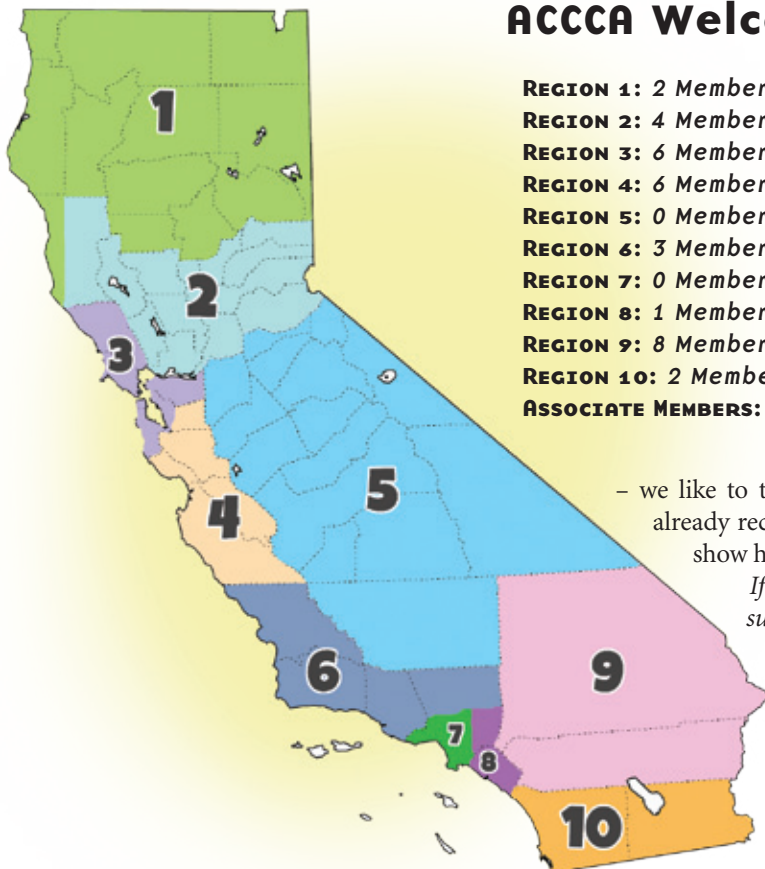 ACCCA Welc
REGION 1: 2 Member
REGION 2: 4 Member
REGION 3: 6 Member
REGION 4: 6 Member
REGION 5: 0 Member
REGION 6: 3 Member
REGION 7: 0 Member
REGION 8: 1 Member
REGION 9: 8 Member
REGION 10: 2 Membe
ASSOCIATE MEMBERS:
– we like to t
already rec
show h
If
su
1
2
3
4
5
6
7
8
9
10